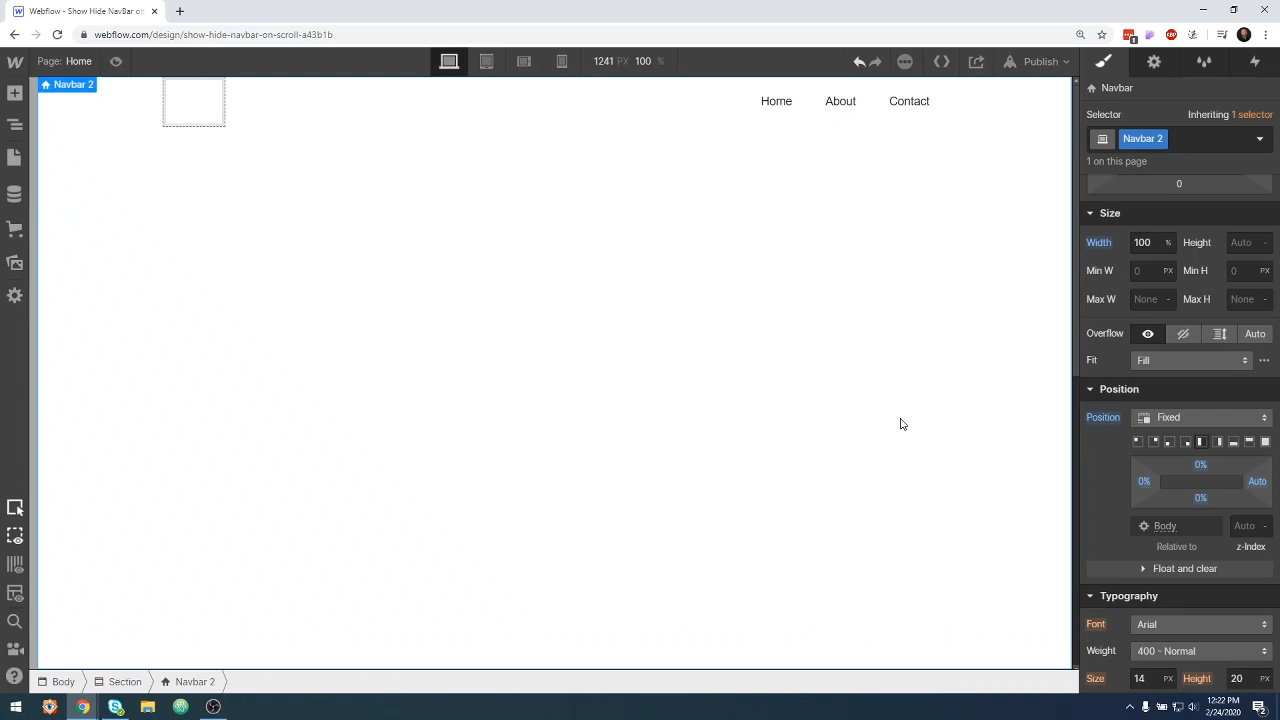 Webflow - Show Hide NavBar on
webflow.com/design/show-hide-navbar-on-scroll-a43b1b
Page: Home
1241 PX 100 %
Publish
Navbar 2
Home About Contact
Navbar
Selector Inheriting 1 selector
Navbar 2
1 on this page
0
Size
Width 100 % Height Auto -
Min W 0 PX Min H 0 PX
Max W None - Max H None -
Overflow Auto
Fit Fill
Position
Position Fixed
0%
0% Auto
0%
Body Auto -
Relative to z-Index
Float and clear
Typography
Font Arial
Weight 400 - Normal
Size 14 PX Height 20 PX
Body Section Navbar 2
12:22 PM
2/24/2020